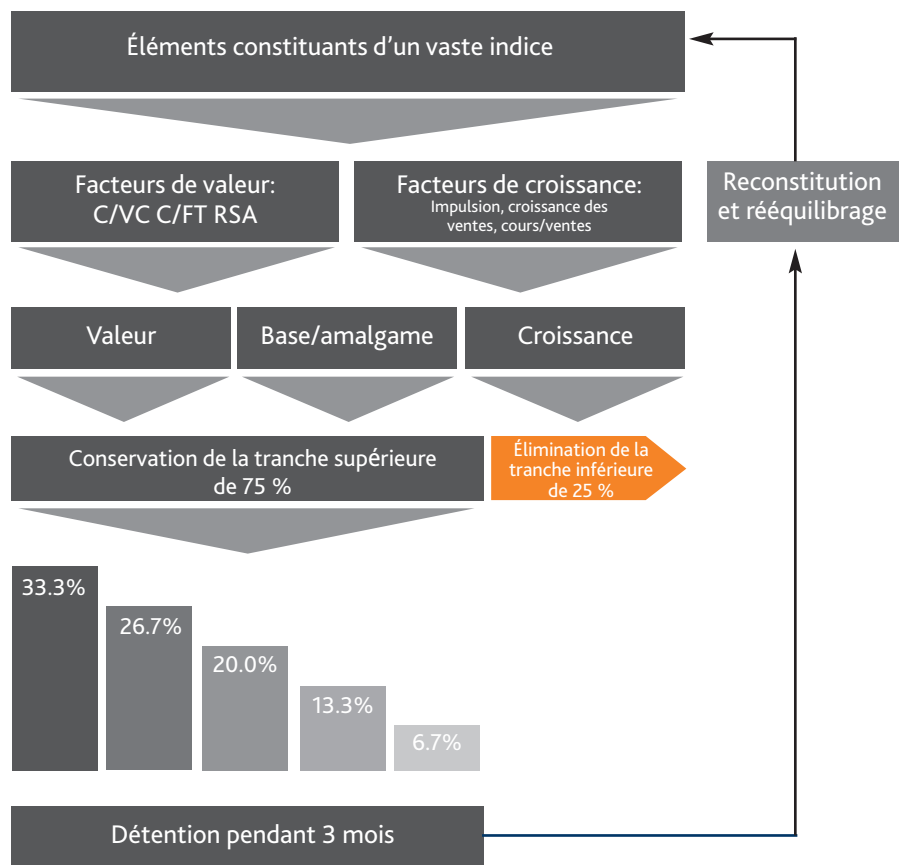 Éléments constituants d'un vaste indice
Facteurs de valeur:
C/VC C/FT RSA
Facteurs de croissance:
Impulsion, croissance des
ventes, cours/ventes
Reconstitution
et rééquilibrage
Valeur
Base/amalgame
Croissance
Conservation de la tranche supérieure
de 75 %
Élimination de la
tranche inférieure
de 25 %
33.3%
26.7%
20.0%
13.3%
6.7%
Détention pendant 3 mois